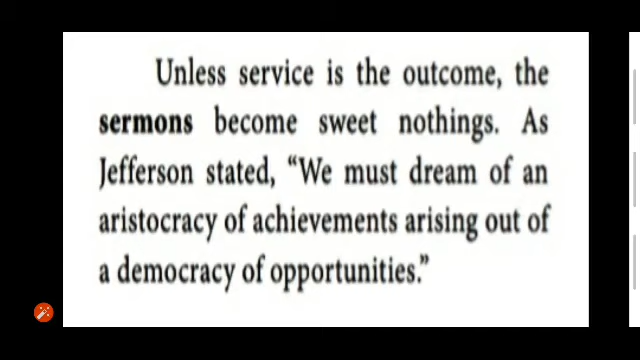 Unless service is the outcome, the
sermons become sweet nothings. As
Jefferson stated, “We must dream of an
aristocracy of achievements arising out of
a democracy of opportunities.”